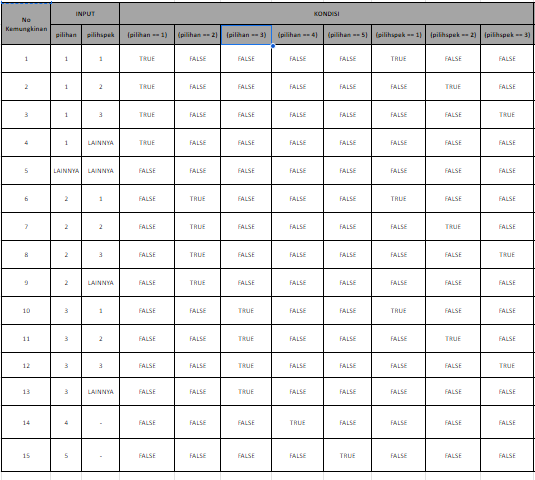 No Kemungkinan INPUT KONDISI
pilihan pilihspek (pilihan == 1) (pilihan == 2) (pilihan == 3) (pilihan == 4) (pilihan == 5) (pilihspek == 1) (pilihspek == 2) (pilihspek == 3)
1 1 1 TRUE FALSE FALSE FALSE FALSE TRUE FALSE FALSE
2 1 2 TRUE FALSE FALSE FALSE FALSE FALSE TRUE FALSE
3 1 3 TRUE FALSE FALSE FALSE FALSE FALSE FALSE TRUE
4 1 LAINNYA TRUE FALSE FALSE FALSE FALSE FALSE FALSE FALSE
5 LAINNYA LAINNYA FALSE FALSE FALSE FALSE FALSE FALSE FALSE FALSE
6 2 1 FALSE TRUE FALSE FALSE FALSE TRUE FALSE FALSE
7 2 2 FALSE TRUE FALSE FALSE FALSE FALSE TRUE FALSE
8 2 3 FALSE TRUE FALSE FALSE FALSE FALSE FALSE TRUE
9 2 LAINNYA FALSE TRUE FALSE FALSE FALSE FALSE FALSE FALSE
10 3 1 FALSE FALSE TRUE FALSE FALSE TRUE FALSE FALSE
11 3 2 FALSE FALSE TRUE FALSE FALSE FALSE TRUE FALSE
12 3 3 FALSE FALSE TRUE FALSE FALSE FALSE FALSE TRUE
13 3 LAINNYA FALSE FALSE TRUE FALSE FALSE FALSE FALSE FALSE
14 4 - FALSE FALSE FALSE TRUE FALSE FALSE FALSE FALSE
15 5 - FALSE FALSE FALSE FALSE TRUE FALSE FALSE FALSE